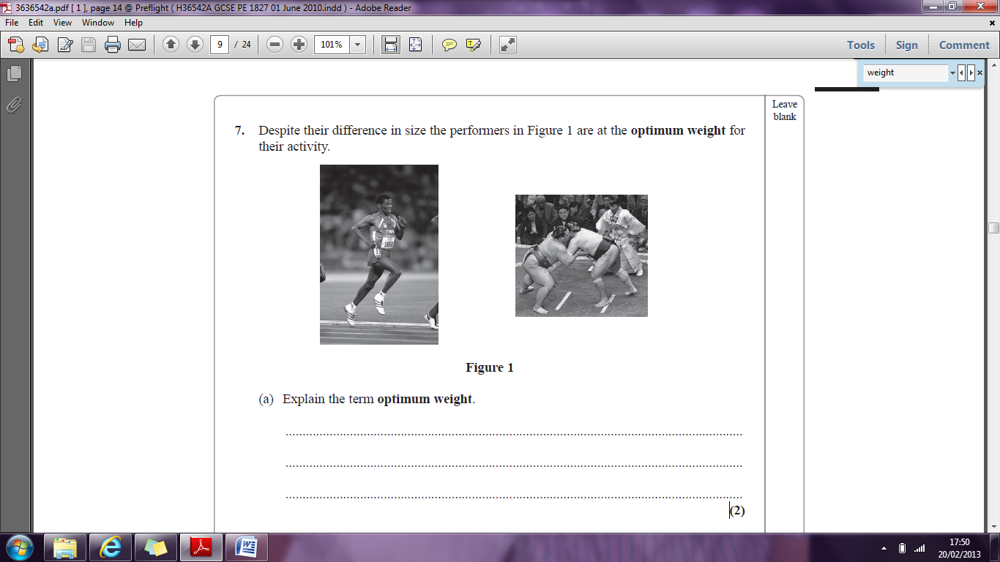 3636542a.pdf [ 1 ], page 14 @ Preflight ( H36542A GCSE PE 1827 01 June 2010.indd ) - Adobe Reader
File Edit View Window Help
9 / 24 101% Tools Sign Comment
weight
Leave
blank
7. Despite their difference in size the performers in Figure 1 are at the optimum weight for
their activity.
Figure 1
(a) Explain the term optimum weight.
(2)
17:50
20/02/2013